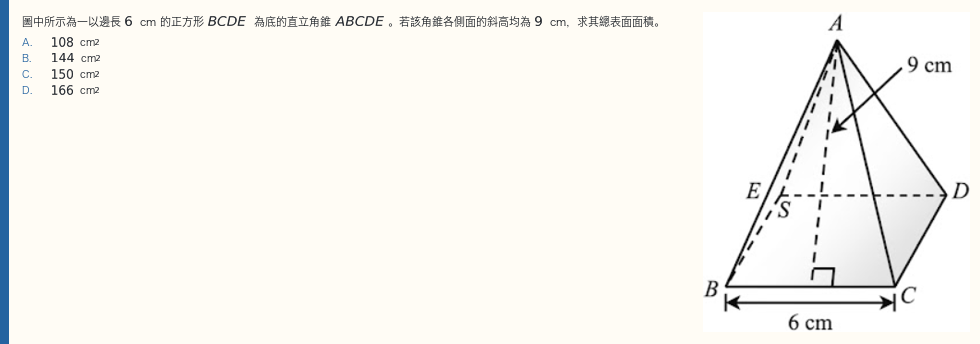 圖中所示為一以邊長 6 cm 的正方形 BCDE 為底的直立角錐 ABCDE 。若該角錐各側面的斜高均為 9 cm，求其總表面面積。
A. 108 cm2
B. 144 cm2
C. 150 cm2
D. 166 cm2
A
9 cm
E
D
S
B
C
6 cm